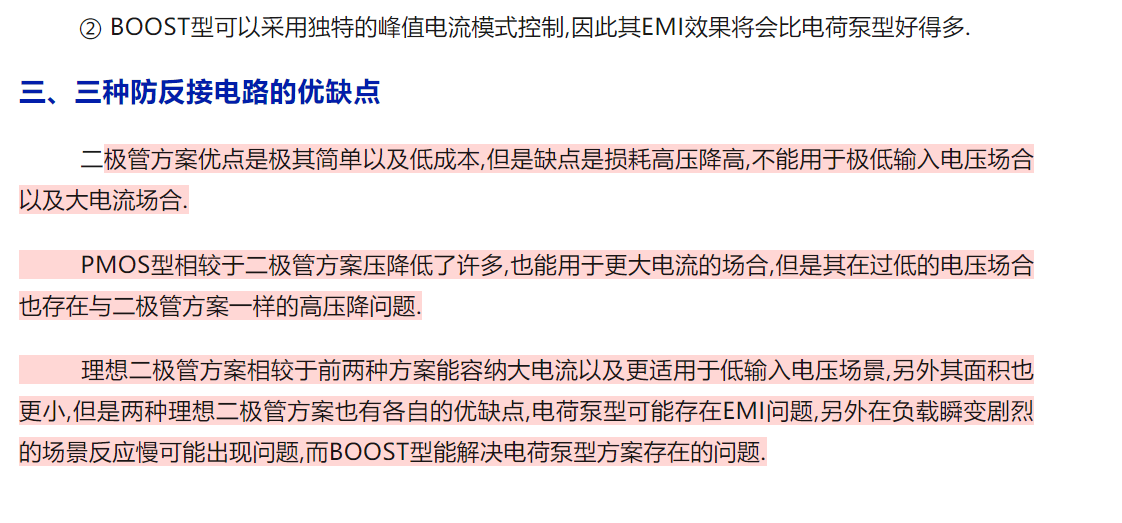 ② BOOST型可以采用独特的峰值电流模式控制,因此其EMI效果将会比电荷泵型好得多.
三、三种防反接电路的优缺点
二极管方案优点是极其简单以及低成本,但是缺点是损耗高压降高,不能用于极低输入电压场合
以及大电流场合.
PMOS型相较于二极管方案压降低了许多,也能用于更大电流的场合,但是其在过低的电压场合
也存在与二极管方案一样的高压降问题.
理想二极管方案相较于前两种方案能容纳大电流以及更适用于低输入电压场景,另外其面积也
更小,但是两种理想二极管方案也有各自的优缺点,电荷泵型可能存在EMI问题,另外在负载瞬变剧烈
的场景反应慢可能出现问题,而BOOST型能解决电荷泵型方案存在的问题.